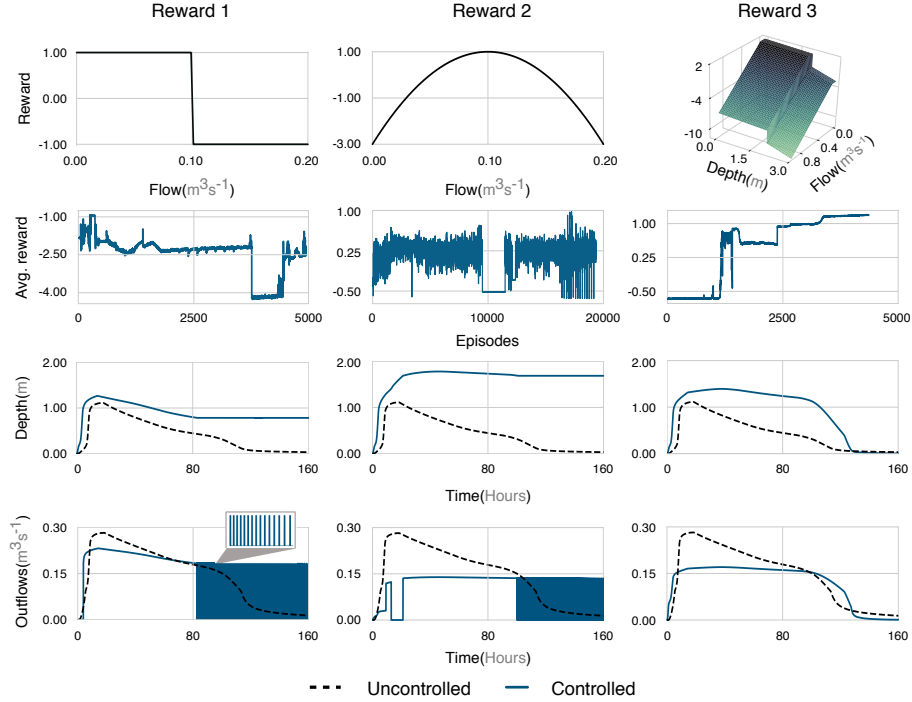 Reward 1 Reward 2 Reward 3
Reward
1.00
0.00
-1.00
0.00 0.10 0.20
Flow(m³s⁻¹)
1.00
-1.00
-3.00
0.00 0.10 0.20
Flow(m³s⁻¹)
2
-4
-10
0.0 1.5 3.0
Depth(m)
0.0
0.4
0.8
Flow(m³s⁻¹)
Avg. reward
-1.00
-2.50
-4.00
0 2500 5000
1.00
0.25
-0.50
0 10000 20000
Episodes
1.00
0.25
-0.50
0 2500 5000
Depth(m)
2.00
1.00
0.00
0 80 160
2.00
1.00
0.00
0 80 160
Time(Hours)
2.00
1.00
0.00
0 80 160
Outflows(m³s⁻¹)
0.30
0.15
0.00
0 80 160
0.30
0.15
0.00
0 80 160
Time(Hours)
0.30
0.15
0.00
0 80 160
Uncontrolled Controlled